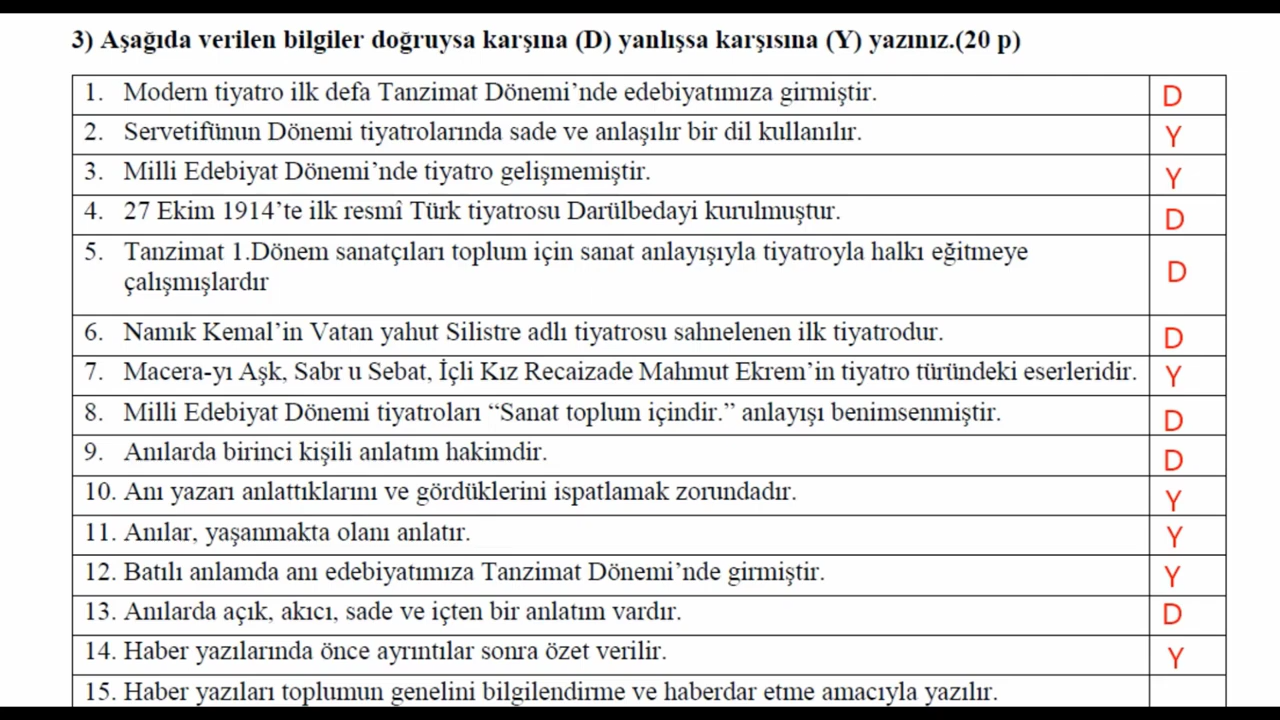 3) Aşağıda verilen bilgiler doğruysa karşına (D) yanlışsa karşısına (Y) yazınız.(20 p)
1. Modern tiyatro ilk defa Tanzimat Dönemi’nde edebiyatımıza girmiştir. D
2. Servetifünun Dönemi tiyatrolarında sade ve anlaşılır bir dil kullanılır. Y
3. Milli Edebiyat Dönemi’nde tiyatro gelişmemiştir. Y
4. 27 Ekim 1914’te ilk resmî Türk tiyatrosu Darülbedayi kurulmuştur. D
5. Tanzimat 1.Dönem sanatçıları toplum için sanat anlayışıyla tiyatroyla halkı eğitmeye
çalışmışlardır D
6. Namık Kemal’in Vatan yahut Silistre adlı tiyatrosu sahnelenen ilk tiyatrodur. D
7. Macera-yı Aşk, Sabr u Sebat, İçli Kız Recaizade Mahmut Ekrem’in tiyatro türündeki eserleridir. Y
8. Milli Edebiyat Dönemi tiyatroları “Sanat toplum içindir.” anlayışı benimsenmiştir. D
9. Anılarda birinci kişili anlatım hakimdir. D
10. Anı yazarı anlattıklarını ve gördüklerini ispatlamak zorundadır. Y
11. Anılar, yaşanmakta olanı anlatır. Y
12. Batılı anlamda anı edebiyatımıza Tanzimat Dönemi’nde girmiştir. Y
13. Anılarda açık, akıcı, sade ve içten bir anlatım vardır. D
14. Haber yazılarında önce ayrıntılar sonra özet verilir. Y
15. Haber yazıları toplumun genelini bilgilendirme ve haberdar etme amacıyla yazılır.